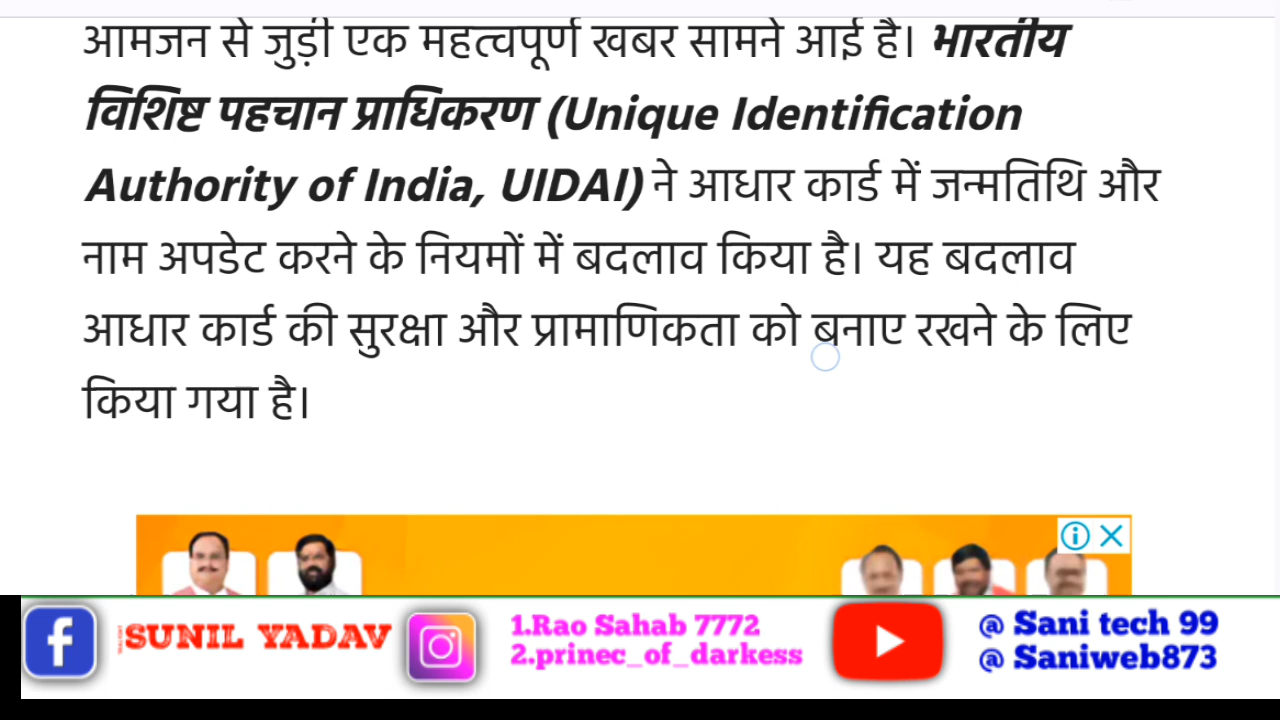 आमजन से जुड़ी एक महत्वपूर्ण खबर सामने आई है। भारतीय
विशिष्ट पहचान प्राधिकरण (Unique Identification
Authority of India, UIDAI) ने आधार कार्ड में जन्मतिथि और
नाम अपडेट करने के नियमों में बदलाव किया है। यह बदलाव
आधार कार्ड की सुरक्षा और प्रामाणिकता को बनाए रखने के लिए
किया गया है।
SUNIL YADAV
1.Rao Sahab 7772
2.prinec_of_darkess
@ Sani tech 99
@ Saniweb873